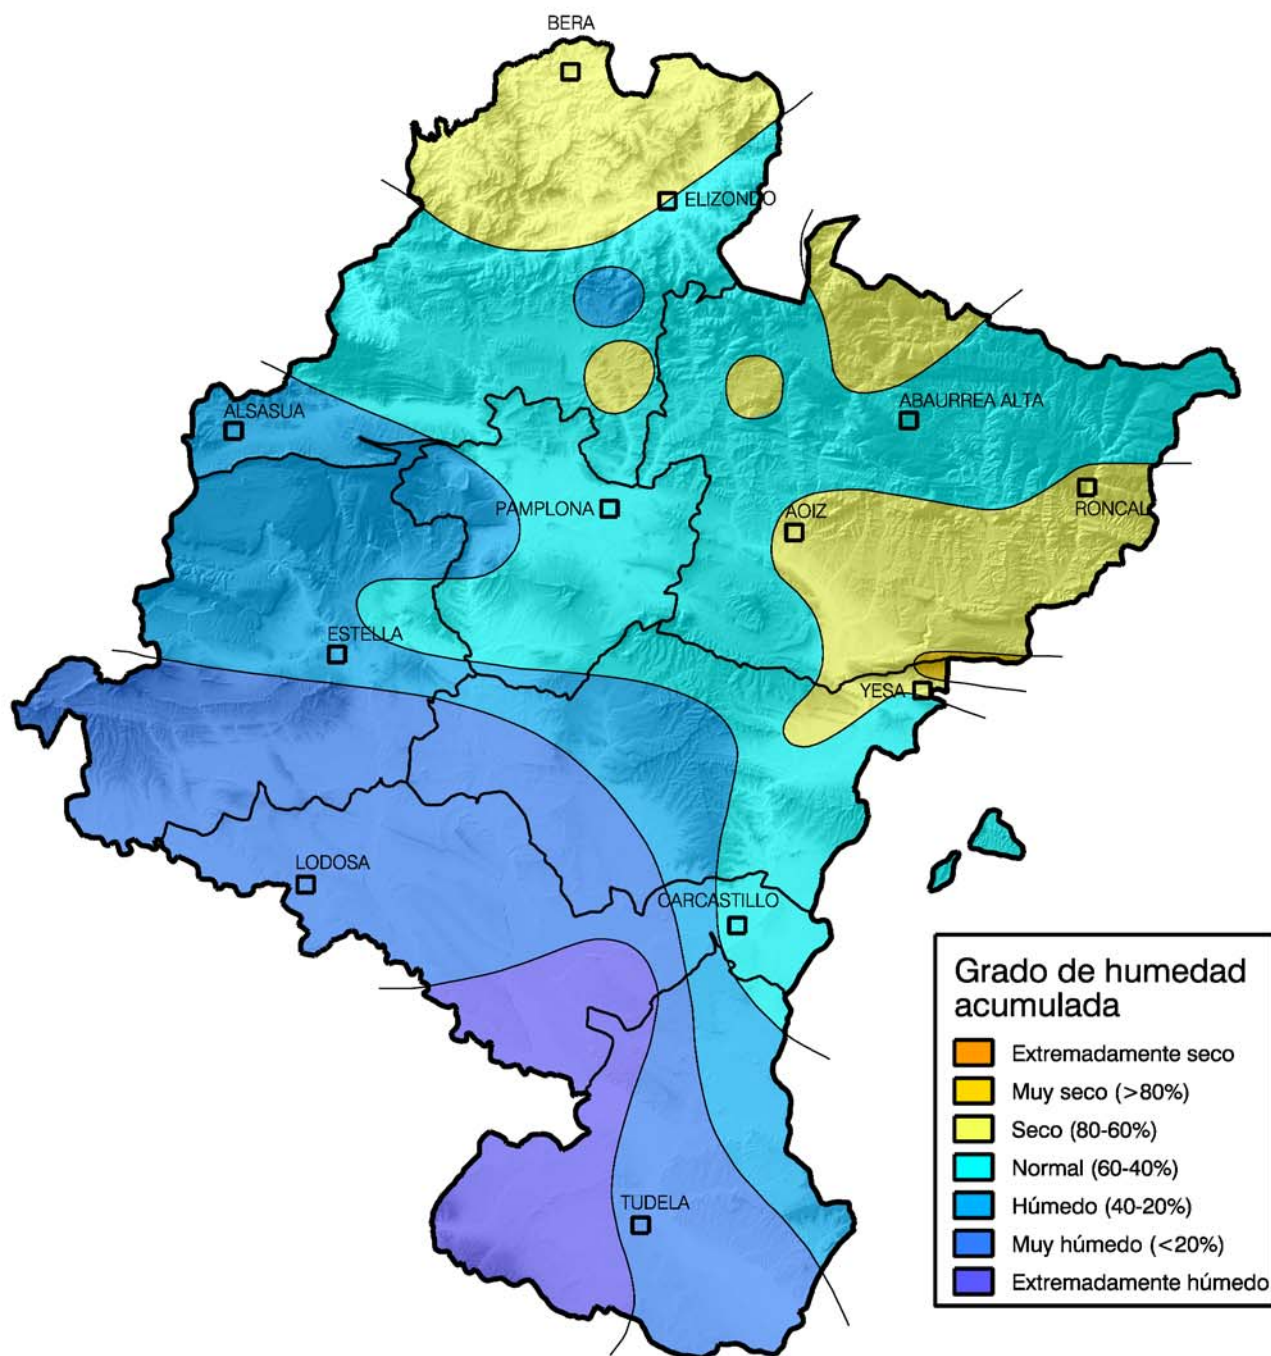 BERA
ELIZONDO
ALSASUA
ABAURREA ALTA
PAMPLONA
AOIZ
RONCAL
ESTELLA
YESA
LODOSA
CARCASTILLO
TUDELA
Grado de humedad
acumulada
Extremadamente seco
Muy seco (>80%)
Seco (80-60%)
Normal (60-40%)
Húmedo (40-20%)
Muy húmedo (<20%)
Extremadamente húmedo